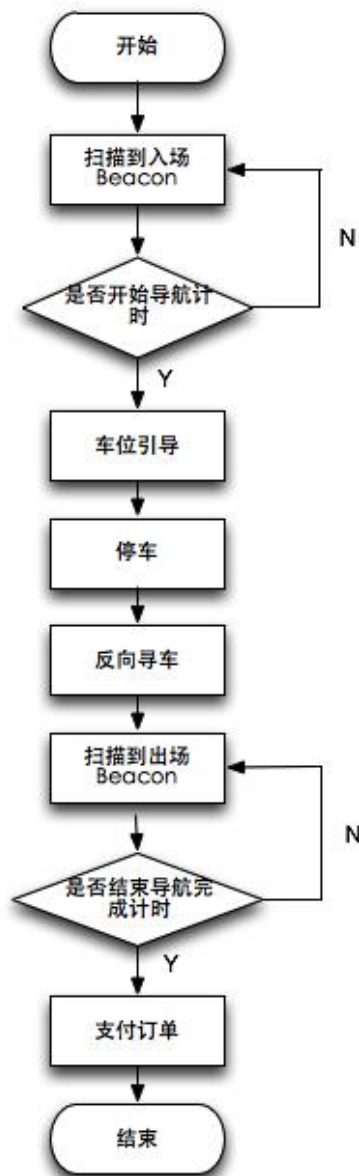 开始
扫描到入场
Beacon
N
是否开始导航计
时
Y
车位引导
停车
反向寻车
扫描到出场
Beacon
N
是否结束导航完
成计时
Y
支付订单
结束